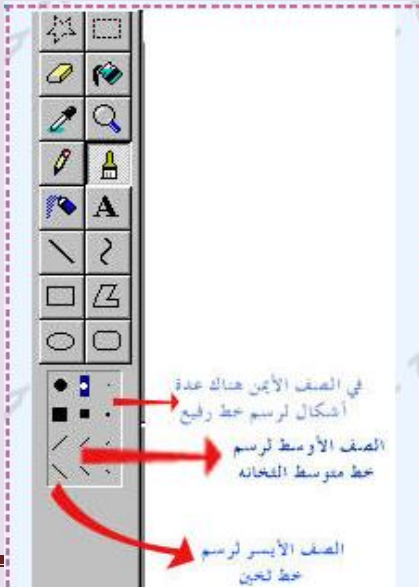 A
في الصف الأيمن هناك عدة
أشكال لرسم خط رفيع
الصف الأوسط لرسم
خط متوسط الثخانه
الصف الأيسر لرسم
خط ثخين